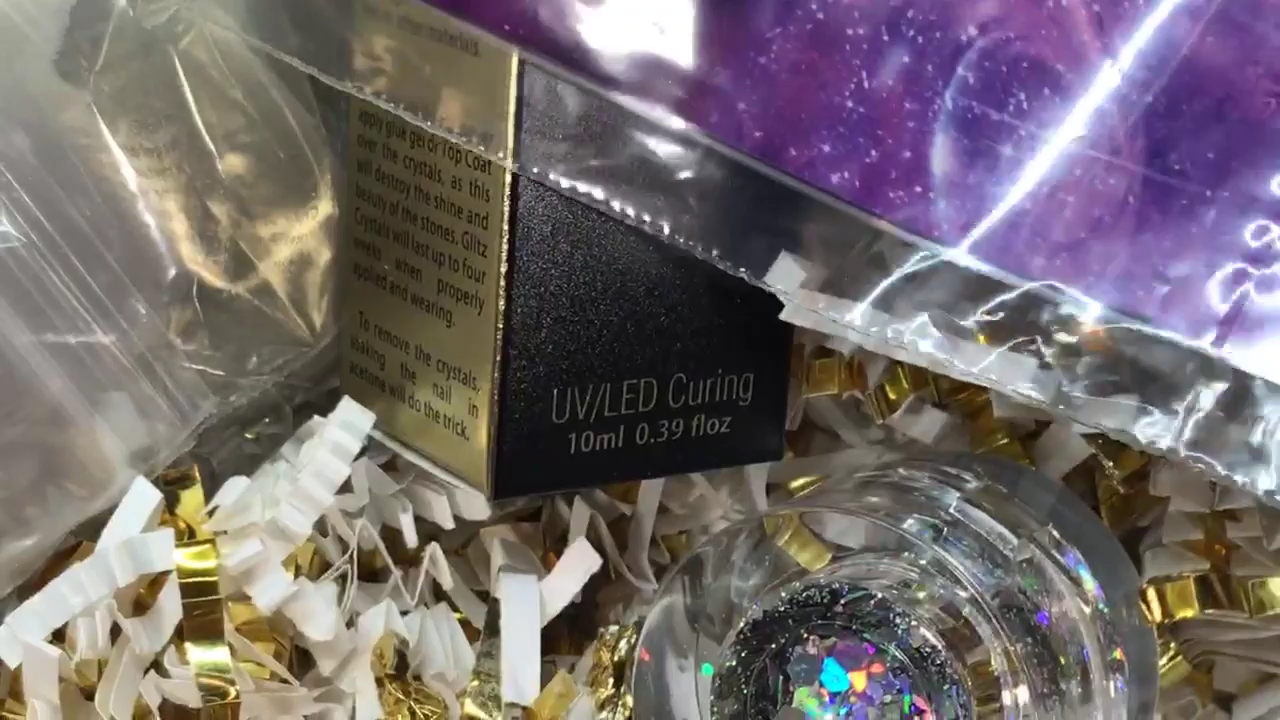 materials.
apply glue gel or Top Coat
over the crystals, as this
will destroy the shine and
beauty of the stones. Glitz
Crystals will last up to four
weeks when properly
applied and wearing.
To remove the crystals,
soaking the nail in
acetone will do the trick.
UV/LED Curing
10ml 0.39 floz